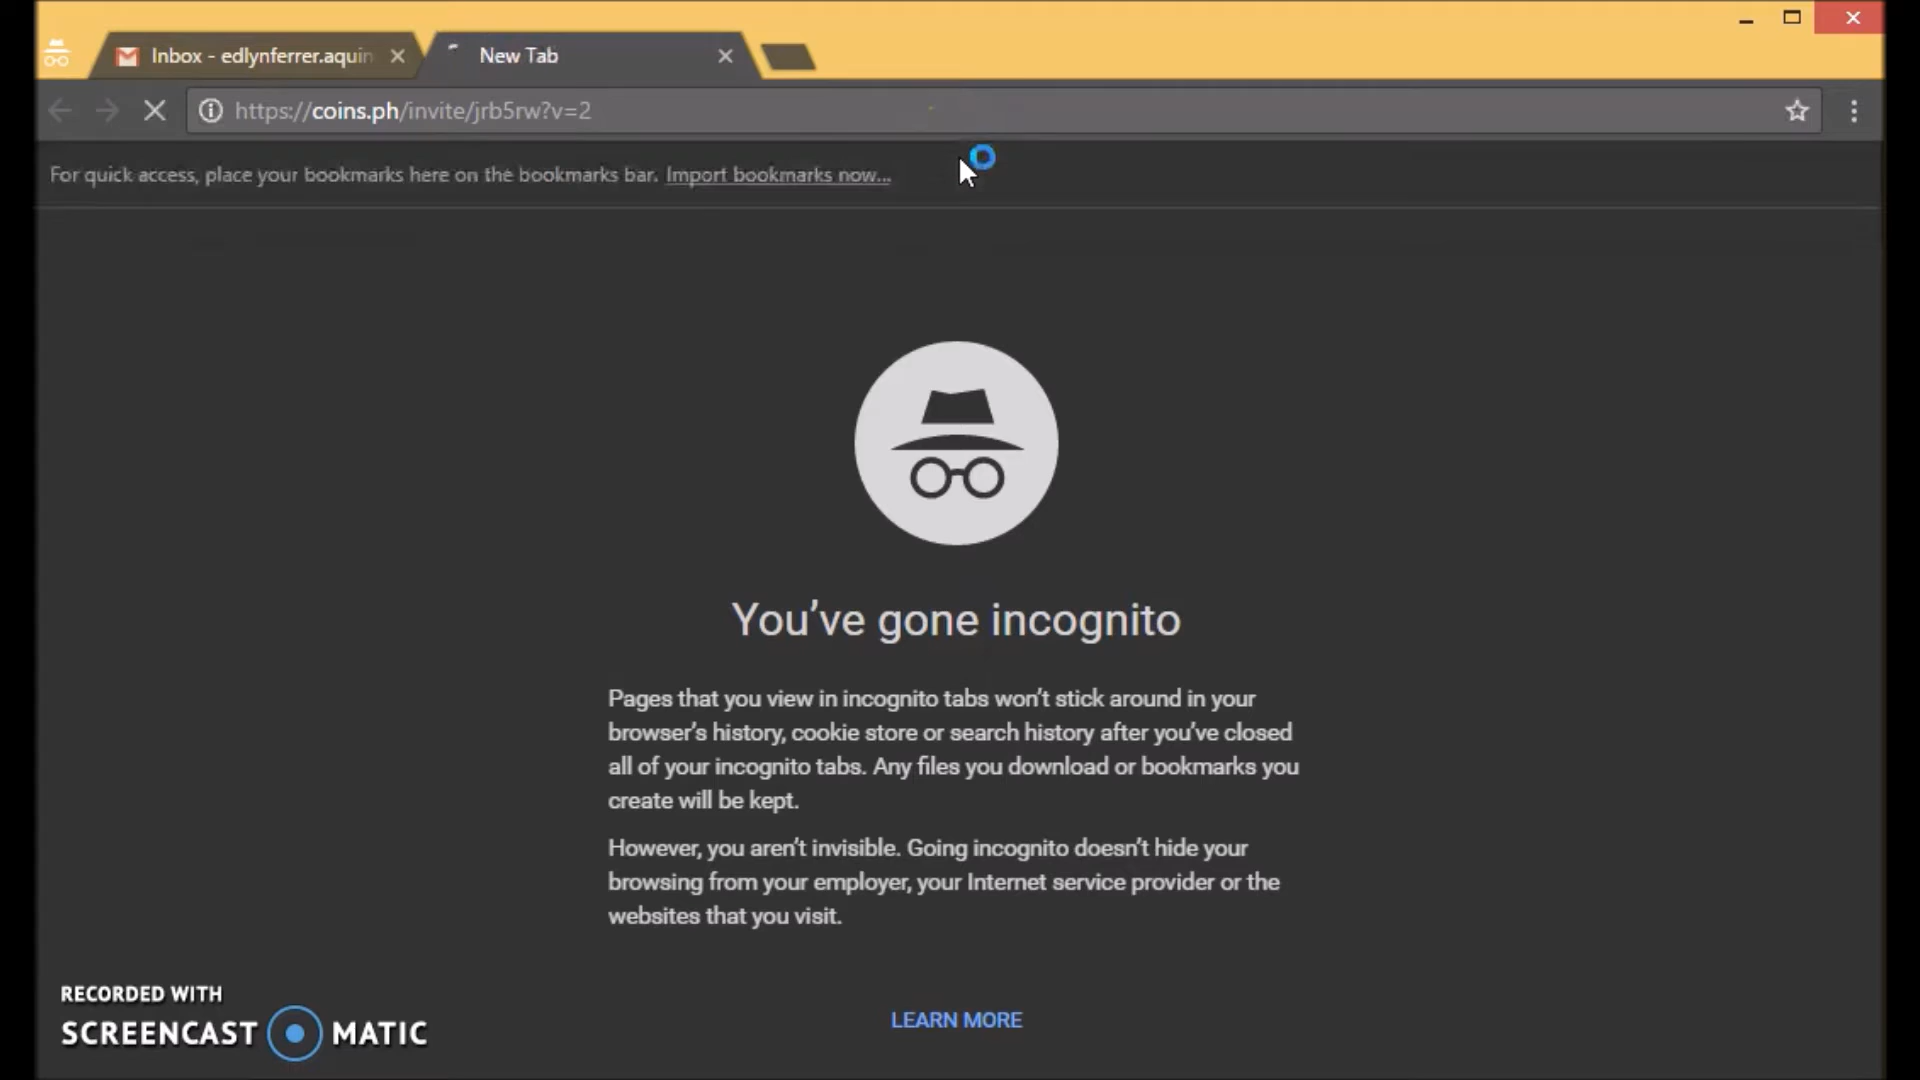 Inbox - edlynferrer.aquin
New Tab
https://coins.ph/invite/jrb5rw?v=2
For quick access, place your bookmarks here on the bookmarks bar. Import bookmarks now...
You've gone incognito
Pages that you view in incognito tabs won't stick around in your
browser's history, cookie store or search history after you've closed
all of your incognito tabs. Any files you download or bookmarks you
create will be kept.
However, you aren't invisible. Going incognito doesn't hide your
browsing from your employer, your Internet service provider or the
websites that you visit.
LEARN MORE
RECORDED WITH
SCREENCAST MATIC